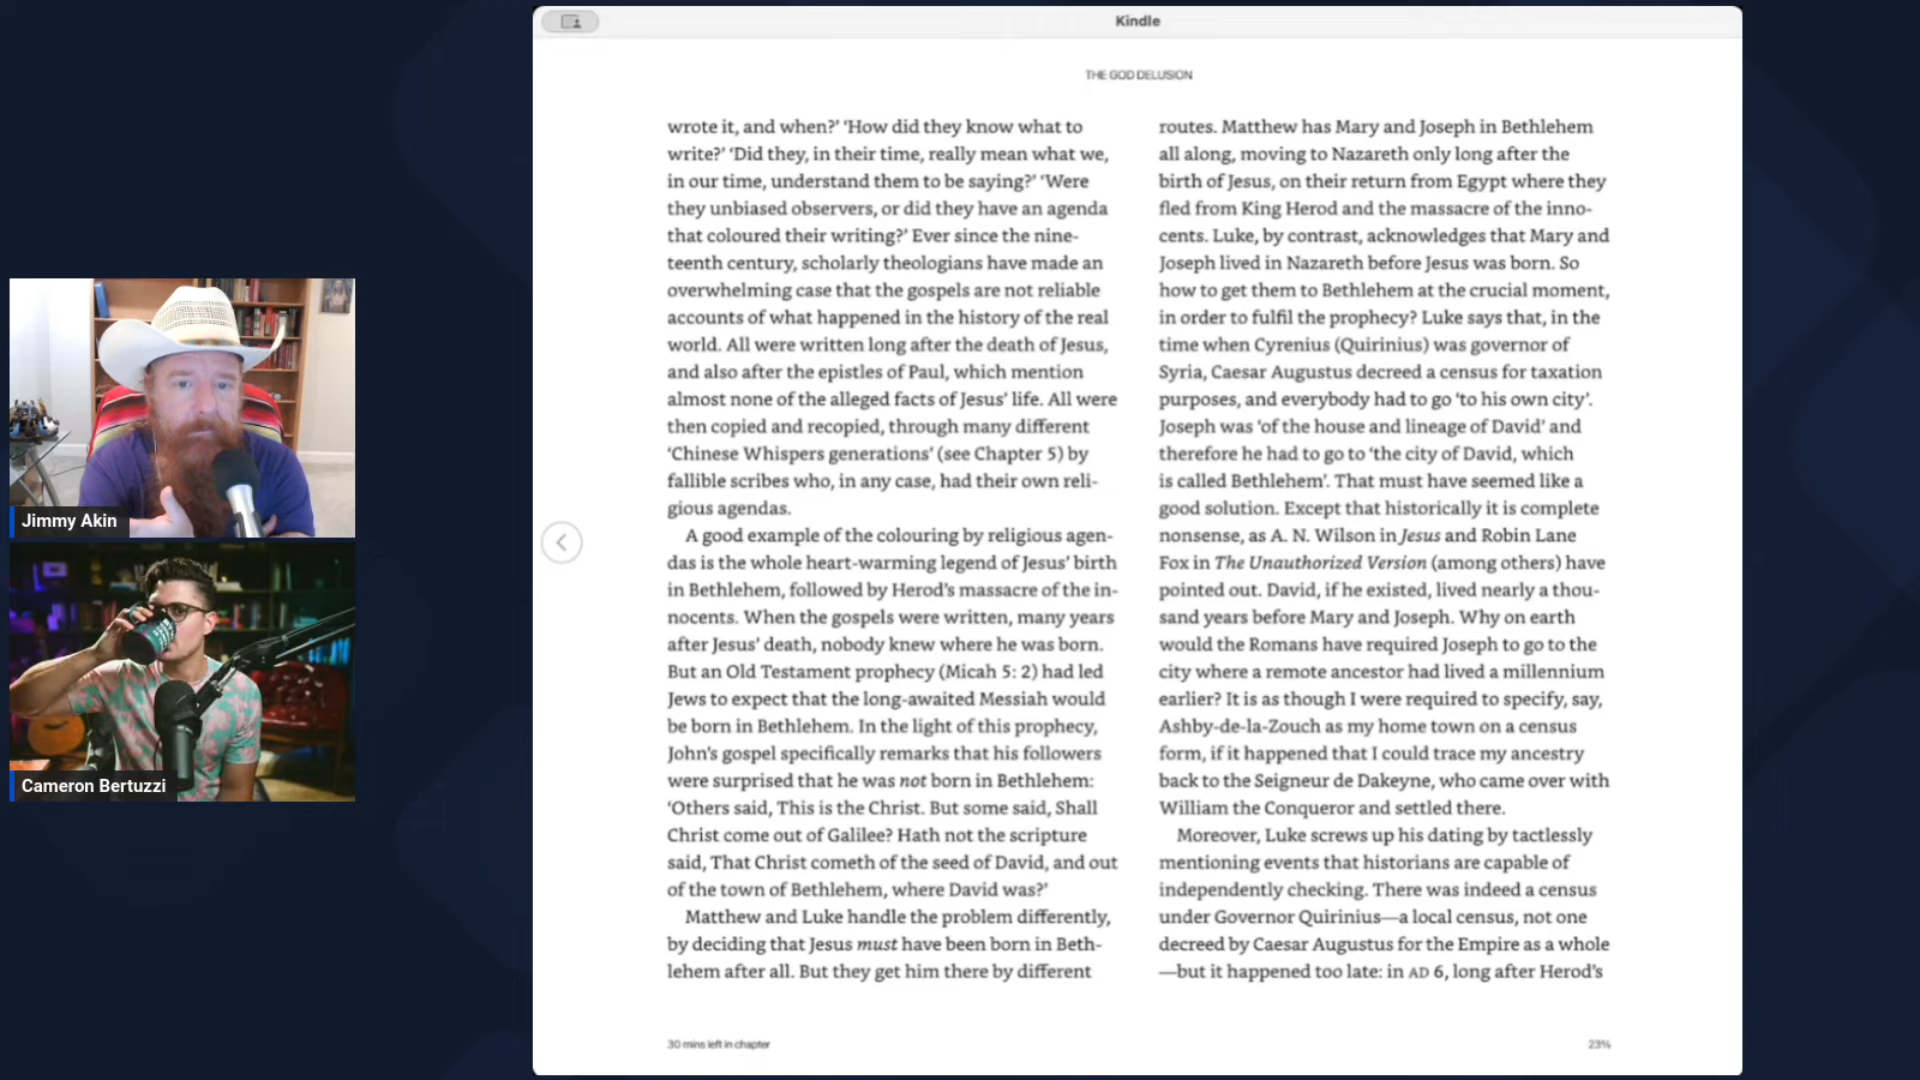 Kindle
THE GOD DELUSION
wrote it, and when?’ ‘How did they know what to
write?’ ‘Did they, in their time, really mean what we,
in our time, understand them to be saying?’ ‘Were
they unbiased observers, or did they have an agenda
that coloured their writing?’ Ever since the nine-
teenth century, scholarly theologians have made an
overwhelming case that the gospels are not reliable
accounts of what happened in the history of the real
world. All were written long after the death of Jesus,
and also after the epistles of Paul, which mention
almost none of the alleged facts of Jesus’ life. All were
then copied and recopied, through many different
‘Chinese Whispers generations’ (see Chapter 5) by
fallible scribes who, in any case, had their own reli-
gious agendas.
A good example of the colouring by religious agen-
das is the whole heart-warming legend of Jesus’ birth
in Bethlehem, followed by Herod’s massacre of the in-
nocents. When the gospels were written, many years
after Jesus’ death, nobody knew where he was born.
But an Old Testament prophecy (Micah 5: 2) had led
Jews to expect that the long-awaited Messiah would
be born in Bethlehem. In the light of this prophecy,
John’s gospel specifically remarks that his followers
were surprised that he was not born in Bethlehem:
‘Others said, This is the Christ. But some said, Shall
Christ come out of Galilee? Hath not the scripture
said, That Christ cometh of the seed of David, and out
of the town of Bethlehem, where David was?’
Matthew and Luke handle the problem differently,
by deciding that Jesus must have been born in Beth-
lehem after all. But they get him there by different
routes. Matthew has Mary and Joseph in Bethlehem
all along, moving to Nazareth only long after the
birth of Jesus, on their return from Egypt where they
fled from King Herod and the massacre of the inno-
cents. Luke, by contrast, acknowledges that Mary and
Joseph lived in Nazareth before Jesus was born. So
how to get them to Bethlehem at the crucial moment,
in order to fulfil the prophecy? Luke says that, in the
time when Cyrenius (Quirinius) was governor of
Syria, Caesar Augustus decreed a census for taxation
purposes, and everybody had to go ‘to his own city’.
Joseph was ‘of the house and lineage of David’ and
therefore he had to go to ‘the city of David, which
is called Bethlehem’. That must have seemed like a
good solution. Except that historically it is complete
nonsense, as A. N. Wilson in Jesus and Robin Lane
Fox in The Unauthorized Version (among others) have
pointed out. David, if he existed, lived nearly a thou-
sand years before Mary and Joseph. Why on earth
would the Romans have required Joseph to go to the
city where a remote ancestor had lived a millennium
earlier? It is as though I were required to specify, say,
Ashby-de-la-Zouch as my home town on a census
form, if it happened that I could trace my ancestry
back to the Seigneur de Dakeyne, who came over with
William the Conqueror and settled there.
Moreover, Luke screws up his dating by tactlessly
mentioning events that historians are capable of
independently checking. There was indeed a census
under Governor Quirinius—a local census, not one
decreed by Caesar Augustus for the Empire as a whole
—but it happened too late: in AD 6, long after Herod’s
30 mins left in chapter
23%
Jimmy Akin
Cameron Bertuzzi